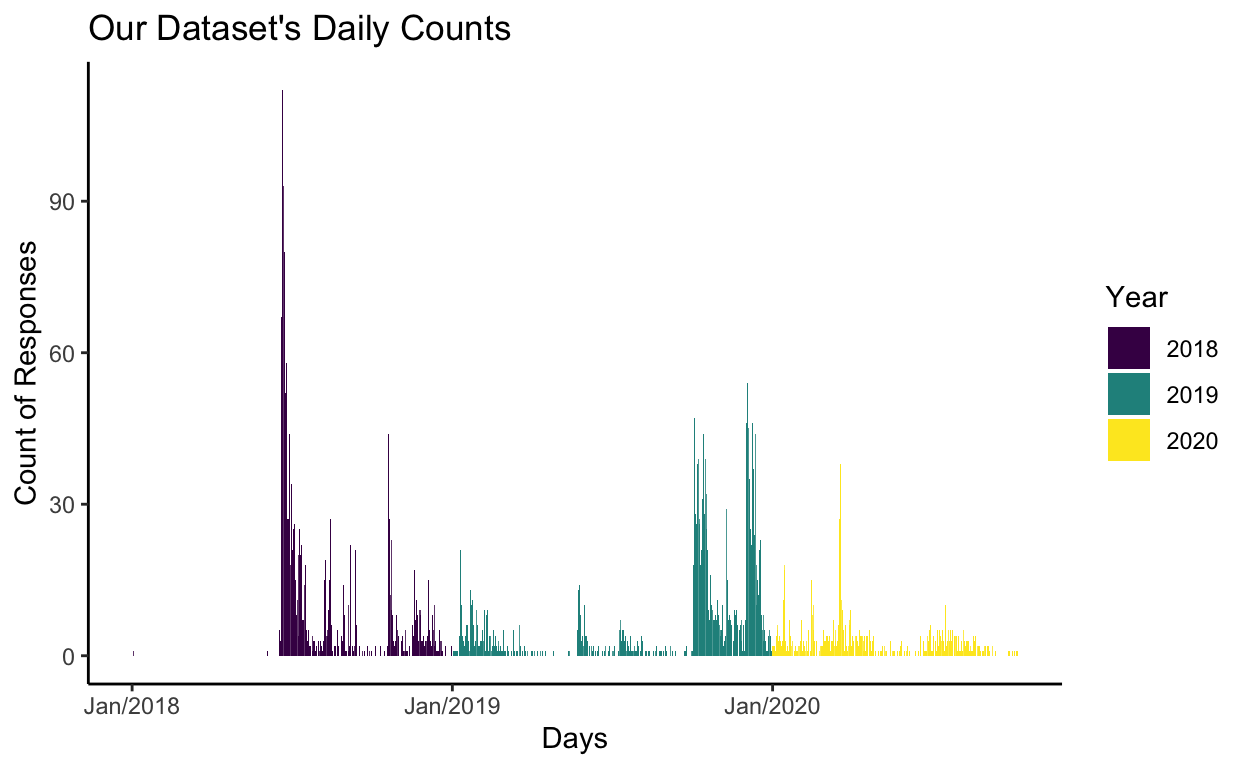 Our Dataset's Daily Counts
Count of Responses
90
60
30
0
Jan/2018
Jan/2019
Jan/2020
Days
Year
2018
2019
2020